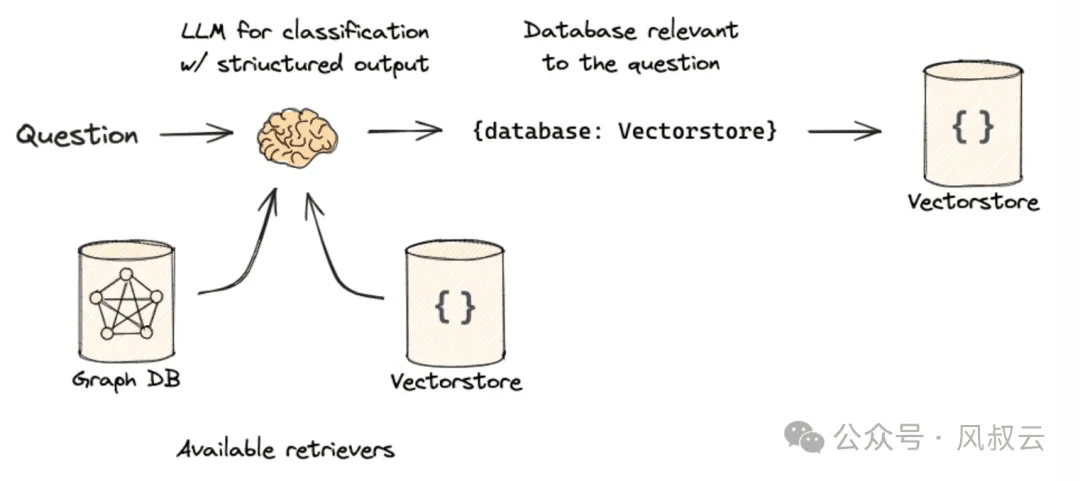 LLM for classification
w/ striuctured output
Database relevant
to the question
Question
{database: Vectorstore}
{ }
Vectorstore
{ }
Graph DB
Vectorstore
Available retrievers
公众号 · 风叔云